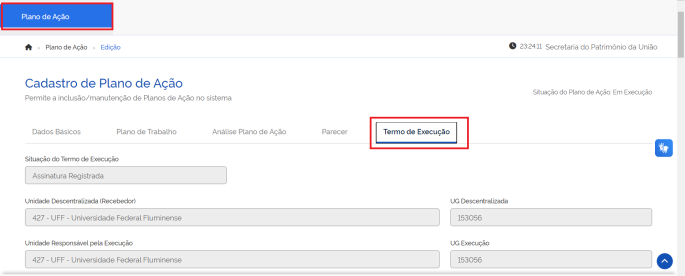 Plano de Ação
Plano de Ação Edição
23:24:11 Secretaria do Patrimônio da União
Cadastro de Plano de Ação
Permite a inclusão/manutenção de Planos de Ação no sistema
Situação do Plano de Ação: Em Execução
Dados Básicos Plano de Trabalho Análise Plano de Ação Parecer Termo de Execução
Situação do Termo de Execução
Assinatura Registrada
Unidade Descentralizada (Recebedor) UG Descentralizada
427 - UFF - Universidade Federal Fluminense 153056
Unidade Responsável pela Execução UG Execução
427 - UFF - Universidade Federal Fluminense 153056